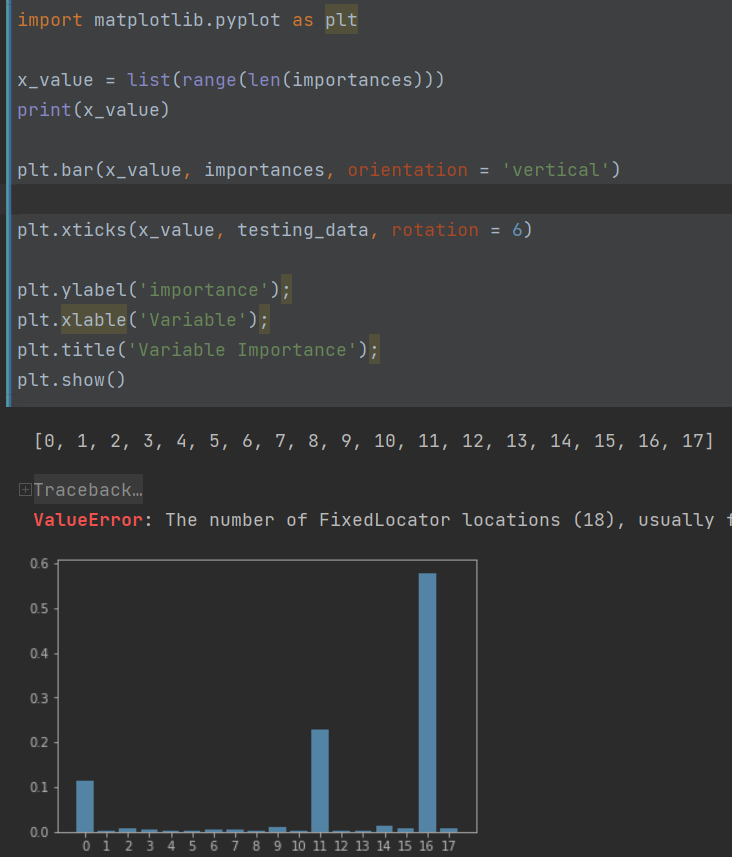 import matplotlib.pyplot as plt
x_value = list(range(len(importances)))
print(x_value)
plt.bar(x_value, importances, orientation = 'vertical')
plt.xticks(x_value, testing_data, rotation = 6)
plt.ylabel('importance');
plt.xlable('Variable');
plt.title('Variable Importance');
plt.show()
[0, 1, 2, 3, 4, 5, 6, 7, 8, 9, 10, 11, 12, 13, 14, 15, 16, 17]
Traceback…
ValueError: The number of FixedLocator locations (18), usually
0.6
0.5
0.4
0.3
0.2
0.1
0.0
0 1 2 3 4 5 6 7 8 9 10 11 12 13 14 15 16 17